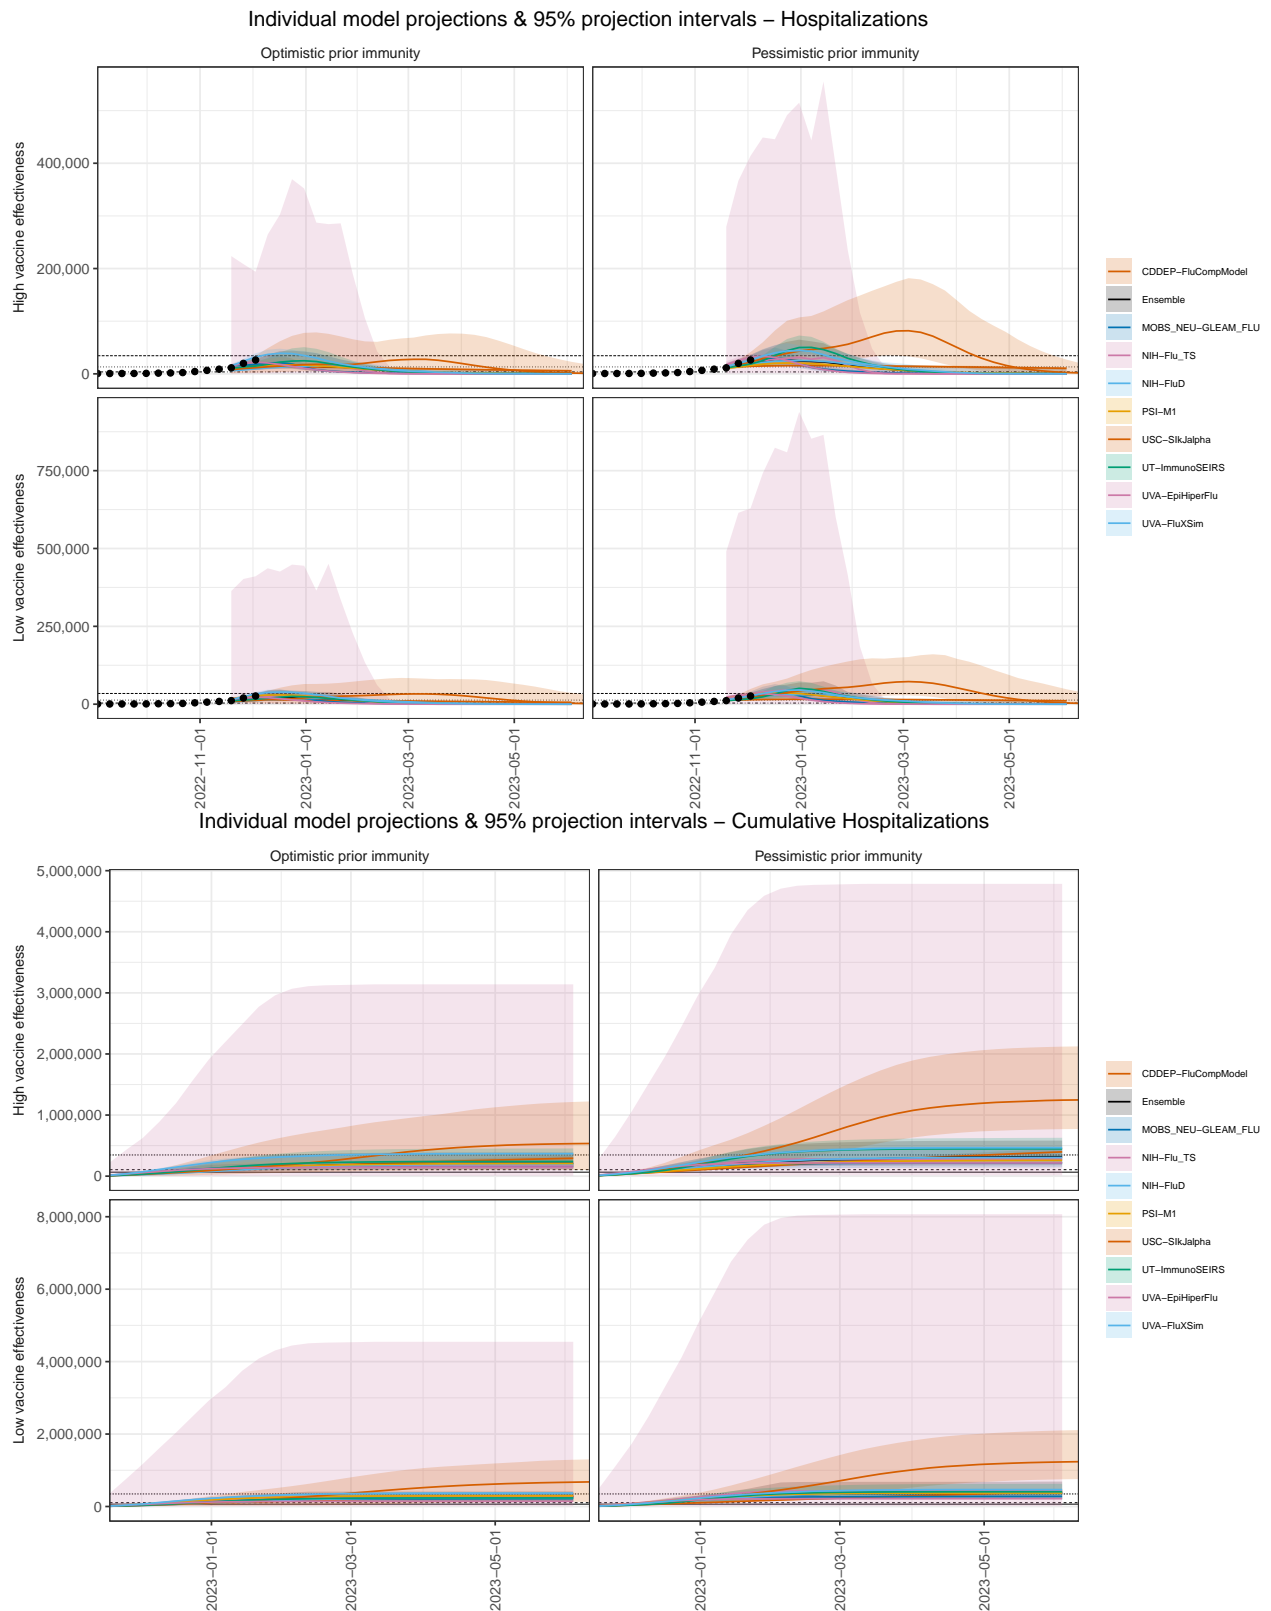 Individual model projections & 95% projection intervals − Hospitalizations
Optimistic prior immunity
Pessimistic prior immunity
High vaccine effectiveness
400,000
200,000
0
Low vaccine effectiveness
750,000
500,000
250,000
0
2022−11−01
2023−01−01
2023−03−01
2023−05−01
2022−11−01
2023−01−01
2023−03−01
2023−05−01
CDDEP−FluCompModel
Ensemble
MOBS_NEU−GLEAM_FLU
NIH−Flu_TS
NIH−FluD
PSI−M1
USC−SIkJalpha
UT−ImmunoSEIRS
UVA−EpiHiperFlu
UVA−FluXSim
Individual model projections & 95% projection intervals − Cumulative Hospitalizations
Optimistic prior immunity
Pessimistic prior immunity
High vaccine effectiveness
5,000,000
4,000,000
3,000,000
2,000,000
1,000,000
0
Low vaccine effectiveness
8,000,000
6,000,000
4,000,000
2,000,000
0
2023−01−01
2023−03−01
2023−05−01
2023−01−01
2023−03−01
2023−05−01
CDDEP−FluCompModel
Ensemble
MOBS_NEU−GLEAM_FLU
NIH−Flu_TS
NIH−FluD
PSI−M1
USC−SIkJalpha
UT−ImmunoSEIRS
UVA−EpiHiperFlu
UVA−FluXSim